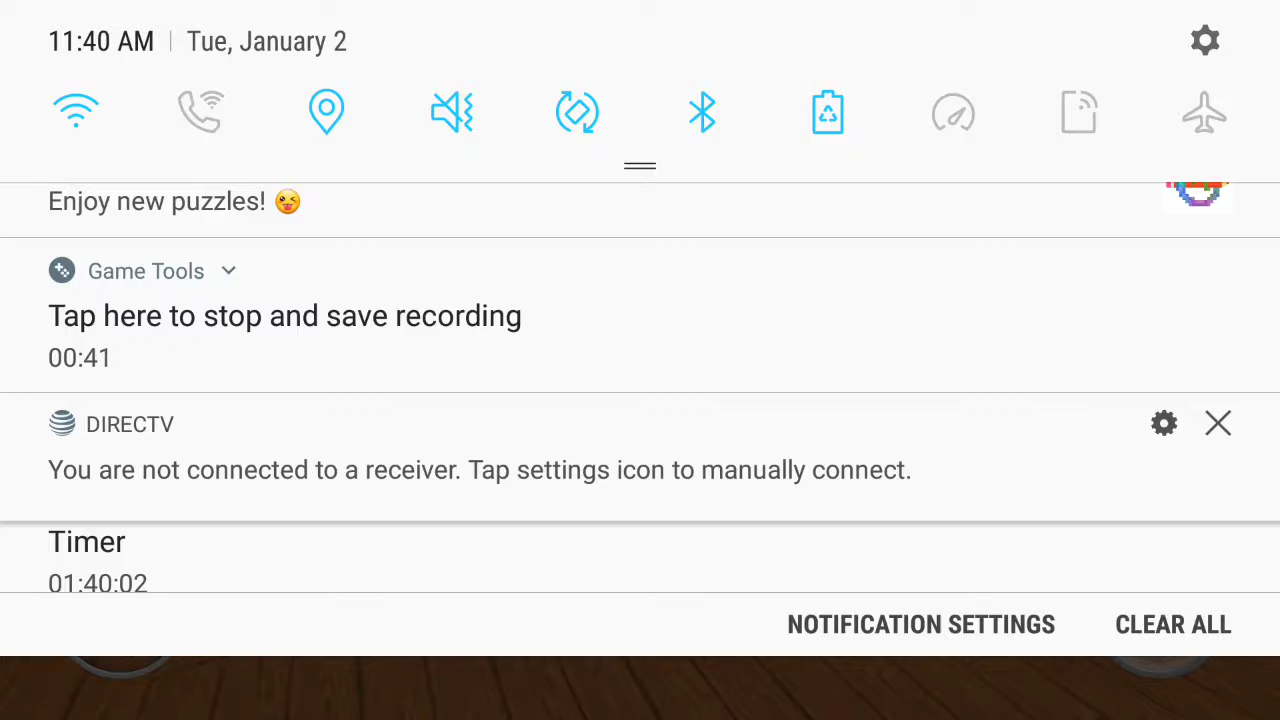 11:40 AM | Tue, January 2
Enjoy new puzzles! 😜
Game Tools
Tap here to stop and save recording
00:41
DIRECTV
You are not connected to a receiver. Tap settings icon to manually connect.
Timer
01:40:02
NOTIFICATION SETTINGS CLEAR ALL